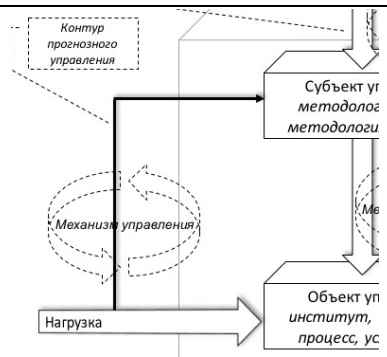 Контур
прогнозного
управления
Субъект уп
методолог
методологи
Механизм управления
Ме
Объект уп
институт,
процесс, ус
Нагрузка